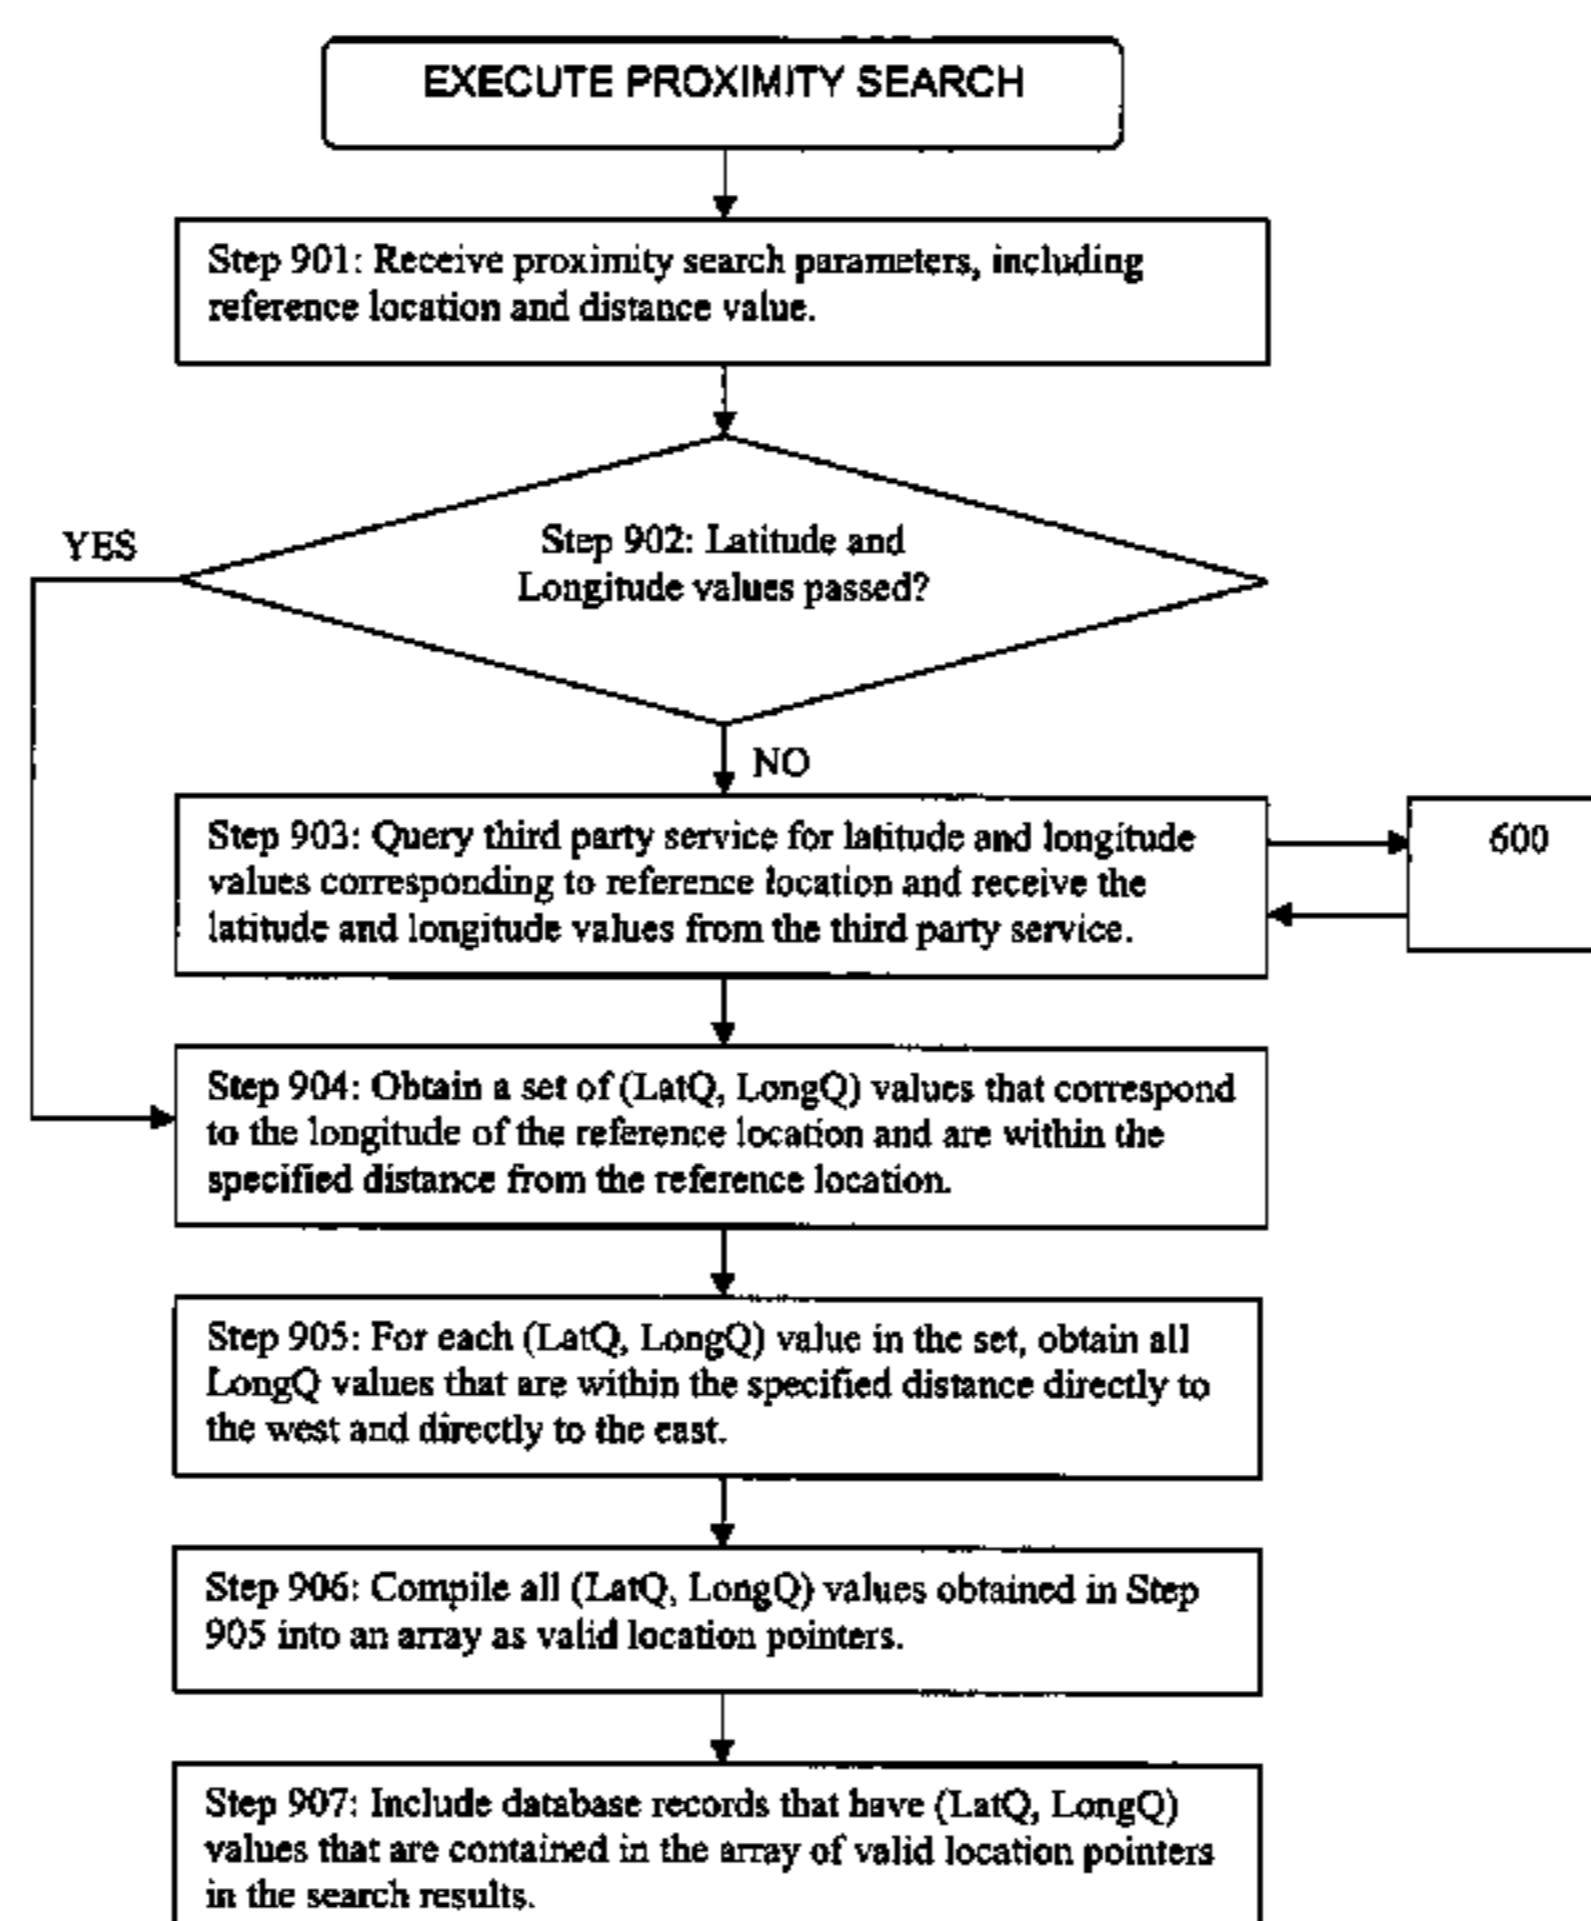 EXECUTE PROXIMITY SEARCH
Step 901: Receive proximity search parameters, including
reference location and distance value.
YES
Step 902: Latitude and
Longitude values passed?
NO
Step 903: Query third party service for latitude and longitude
values corresponding to reference location and receive the
latitude and longitude values from the third party service.
600
Step 904: Obtain a set of (LatQ, LongQ) values that correspond
to the longitude of the reference location and are within the
specified distance from the reference location.
Step 905: For each (LatQ, LongQ) value in the set, obtain all
LongQ values that are within the specified distance directly to
the west and directly to the east.
Step 906: Compile all (LatQ, LongQ) values obtained in Step
905 into an array as valid location pointers.
Step 907: Include database records that have (LatQ, LongQ)
values that are contained in the array of valid location pointers
in the search results.